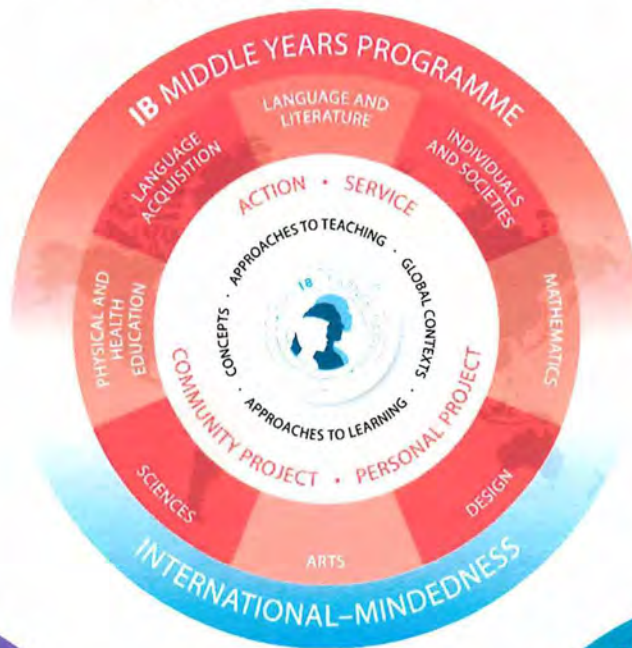 IB MIDDLE YEARS PROGRAMME
LANGUAGE AND
LITERATURE
INDIVIDUALS
AND SOCIETIES
MATHEMATICS
DESIGN
ARTS
SCIENCES
PHYSICAL AND
HEALTH
EDUCATION
LANGUAGE
ACQUISITION
ACTION • SERVICE
PERSONAL PROJECT
COMMUNITY PROJECT •
APPROACHES TO TEACHING ·
GLOBAL CONTEXTS ·
APPROACHES TO LEARNING ·
CONCEPTS ·
IB
INTERNATIONAL–MINDEDNESS